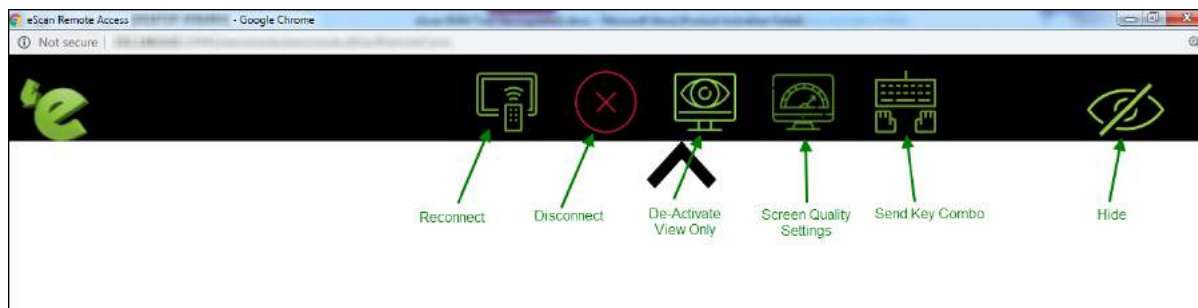 eScan Remote Access - Google Chrome
Not secure
Reconnect
Disconnect
De-Activate
View Only
Screen Quality
Settings
Send Key Combo
Hide